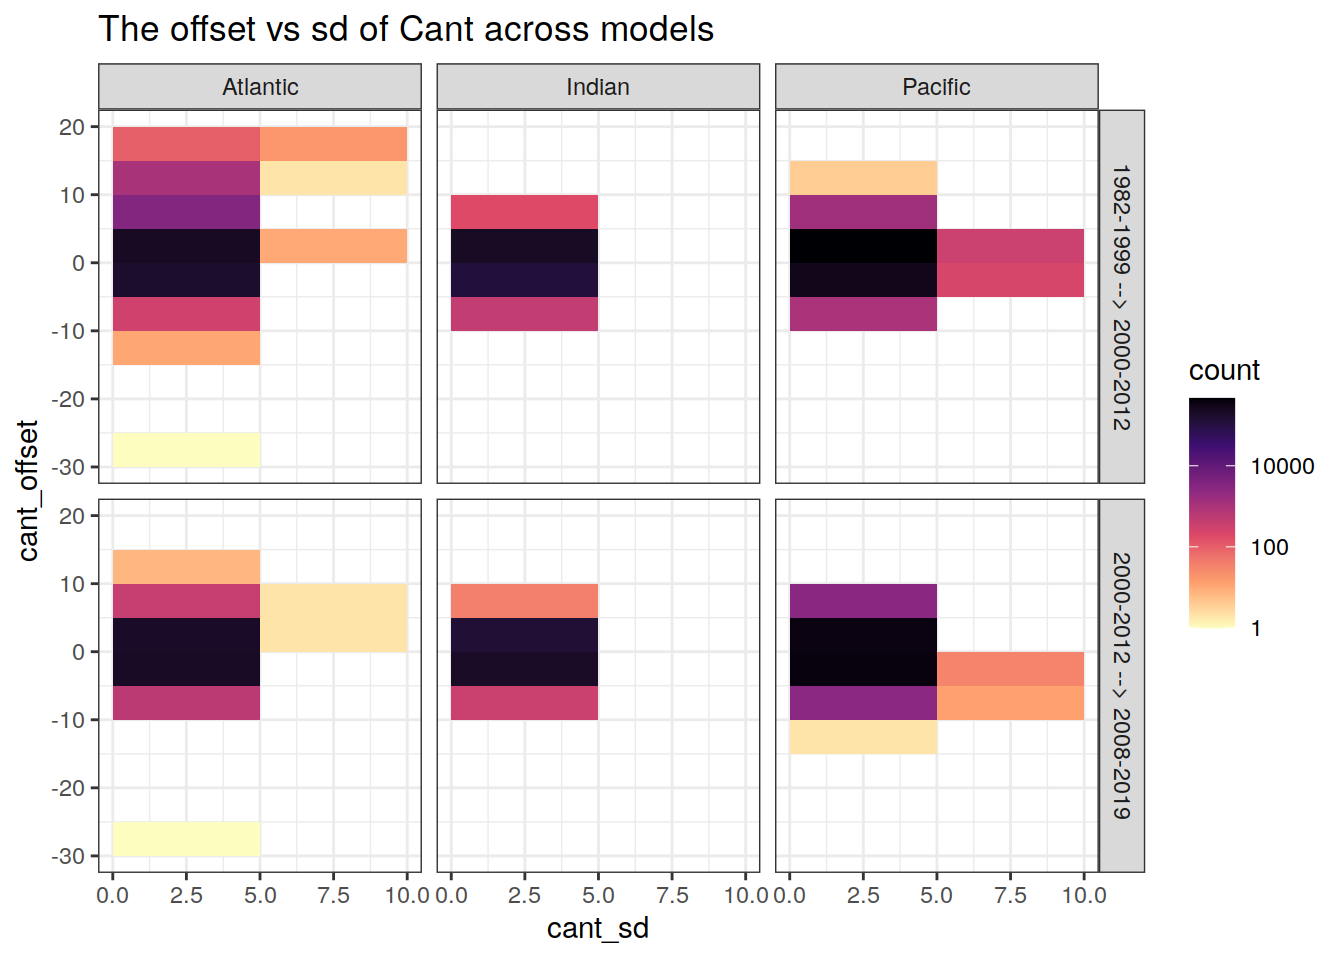 The offset vs sd of Cant across models
Atlantic
Indian
Pacific
20
10
0
-10
-20
-30
1982-1999 --> 2000-2012
20
10
0
-10
-20
-30
2000-2012 --> 2008-2019
cant_offset
0.0 2.5 5.0 7.5 10.0
0.0 2.5 5.0 7.5 10.0
0.0 2.5 5.0 7.5 10.0
cant_sd
count
10000
100
1